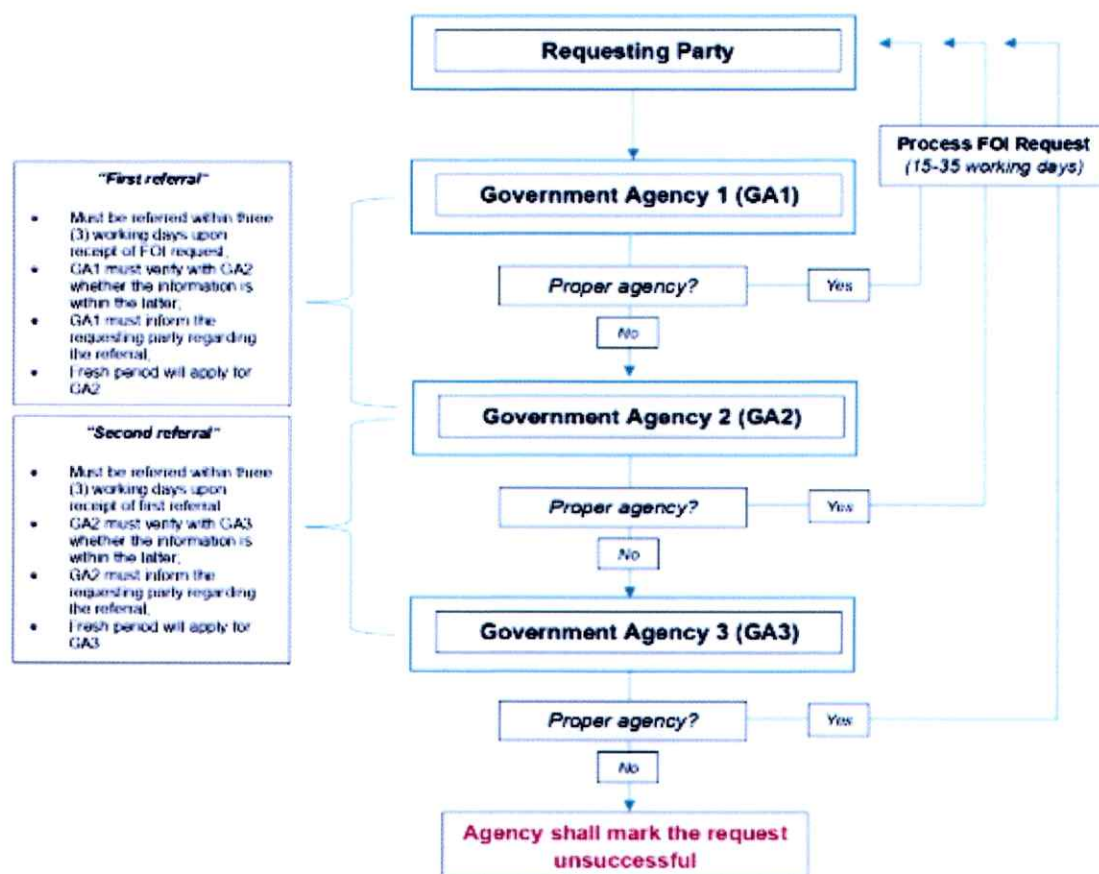 Requesting Party
Process FOI Request
(15-35 working days)
"First referral"
• Must be referred within three
(3) working days upon
receipt of FOI request;
• GA1 must verify with GA2
whether the information is
within the latter;
• GA1 must inform the
requesting party regarding
the referral;
• Fresh period will apply for
GA2
Government Agency 1 (GA1)
Proper agency?
Yes
No
Government Agency 2 (GA2)
"Second referral"
• Must be referred within three
(3) working days upon
receipt of first referral
• GA2 must verify with GA3
whether the information is
within the latter;
• GA2 must inform the
requesting party regarding
the referral;
• Fresh period will apply for
GA3
Proper agency?
Yes
No
Government Agency 3 (GA3)
Proper agency?
Yes
No
Agency shall mark the request
unsuccessful